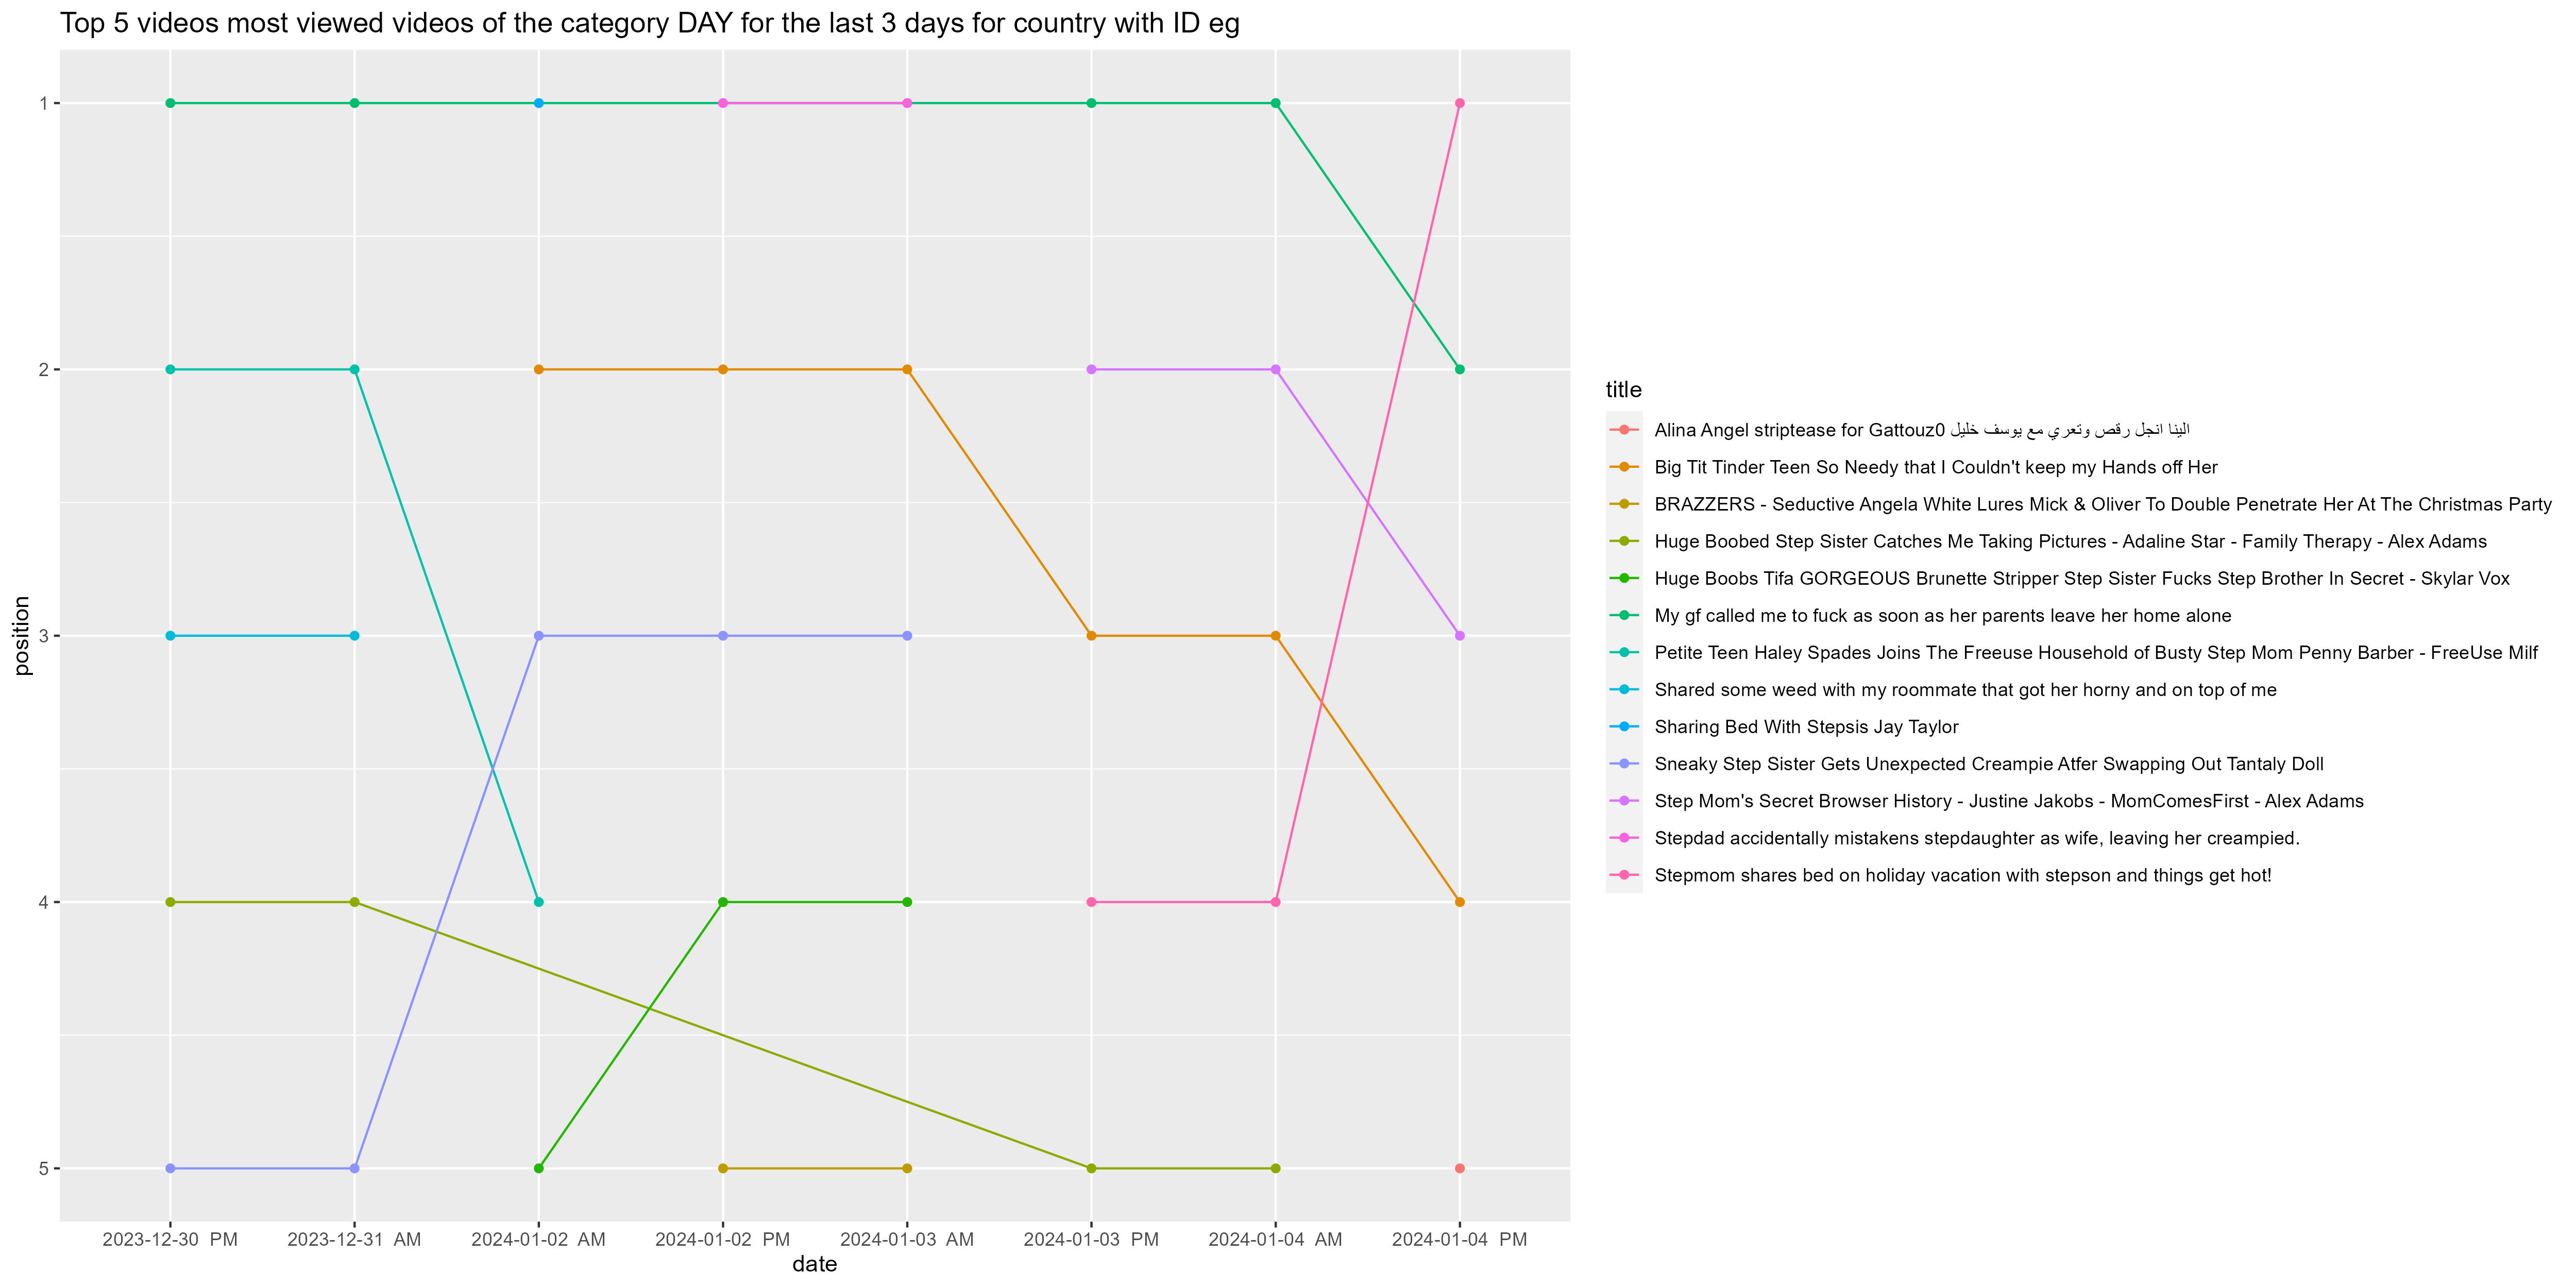 Top 5 videos most viewed videos of the category DAY for the last 3 days for country with ID eg
position
1
2
3
4
5
2023-12-30 PM
2023-12-31 AM
2024-01-02 AM
2024-01-02 PM
2024-01-03 AM
2024-01-03 PM
2024-01-04 AM
2024-01-04 PM
date
title
Alina Angel striptease for Gattouz0 الينا انجل رقص وتعري مع يوسف خليل
Big Tit Tinder Teen So Needy that I Couldn't keep my Hands off Her
BRAZZERS - Seductive Angela White Lures Mick & Oliver To Double Penetrate Her At The Christmas Party
Huge Boobed Step Sister Catches Me Taking Pictures - Adaline Star - Family Therapy - Alex Adams
Huge Boobs Tifa GORGEOUS Brunette Stripper Step Sister Fucks Step Brother In Secret - Skylar Vox
My gf called me to fuck as soon as her parents leave her home alone
Petite Teen Haley Spades Joins The Freeuse Household of Busty Step Mom Penny Barber - FreeUse Milf
Shared some weed with my roommate that got her horny and on top of me
Sharing Bed With Stepsis Jay Taylor
Sneaky Step Sister Gets Unexpected Creampie Atfer Swapping Out Tantaly Doll
Step Mom's Secret Browser History - Justine Jakobs - MomComesFirst - Alex Adams
Stepdad accidentally mistakens stepdaughter as wife, leaving her creampied.
Stepmom shares bed on holiday vacation with stepson and things get hot!